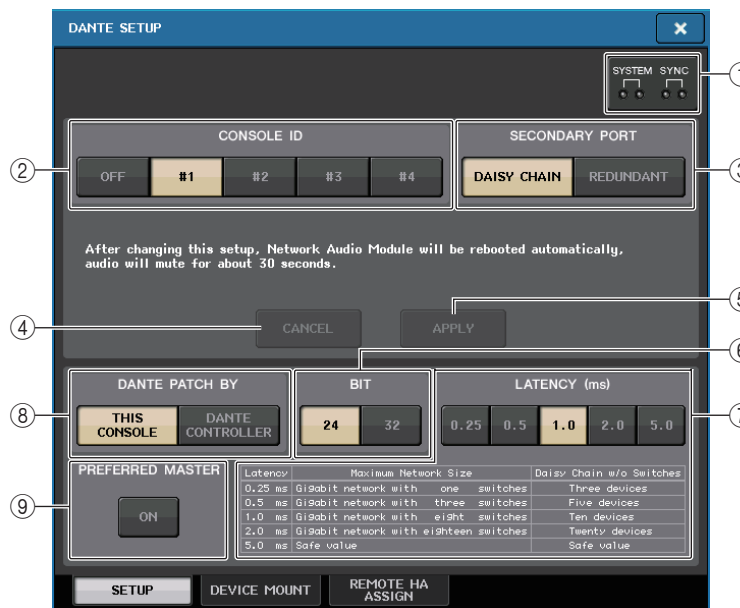 DANTE SETUP
×
SYSTEM SYNC
①
CONSOLE ID
SECONDARY PORT
②
OFF #1 #2 #3 #4
DAISY CHAIN REDUNDANT
③
After changing this setup, Network Audio Module will be rebooted automatically,
audio will mute for about 30 seconds.
④
CANCEL APPLY
⑤
⑥
DANTE PATCH BY
BIT
LATENCY (ms)
⑧
THIS
CONSOLE
DANTE
CONTROLLER
24 32
0.25 0.5 1.0 2.0 5.0
⑦
PREFERRED MASTER
⑨
ON
Latency Maximum Network Size Daisy Chain w/o Switches
0.25 ms Gigabit network with one switches Three devices
0.5 ms Gigabit network with three switches Five devices
1.0 ms Gigabit network with eight switches Ten devices
2.0 ms Gigabit network with eighteen switches Twenty devices
5.0 ms Safe value Safe value
SETUP
DEVICE MOUNT
REMOTE HA
ASSIGN